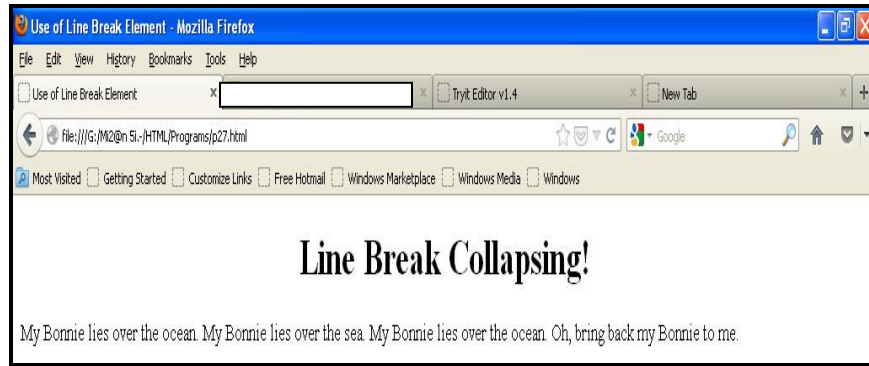 Use of Line Break Element - Mozilla Firefox
File Edit View History Bookmarks Tools Help
Use of Line Break Element x x Tryit Editor v1.4 x New Tab x +
file:///G:/Mi2@n 5i.-/HTML/Programs/p27.html Google
Most Visited Getting Started Customize Links Free Hotmail Windows Marketplace Windows Media Windows
Line Break Collapsing!
My Bonnie lies over the ocean. My Bonnie lies over the sea. My Bonnie lies over the ocean. Oh, bring back my Bonnie to me.